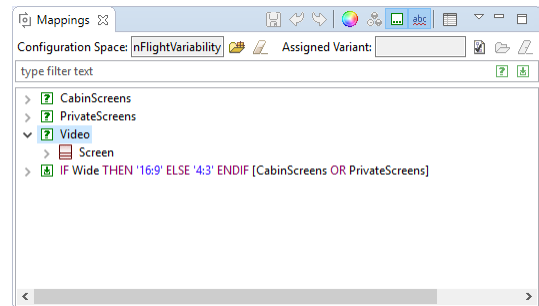 Mappings
abc
Configuration Space: nFlightVariability Assigned Variant:
type filter text
CabinScreens
PrivateScreens
Video
Screen
IF Wide THEN '16:9' ELSE '4:3' ENDIF [CabinScreens OR PrivateScreens]